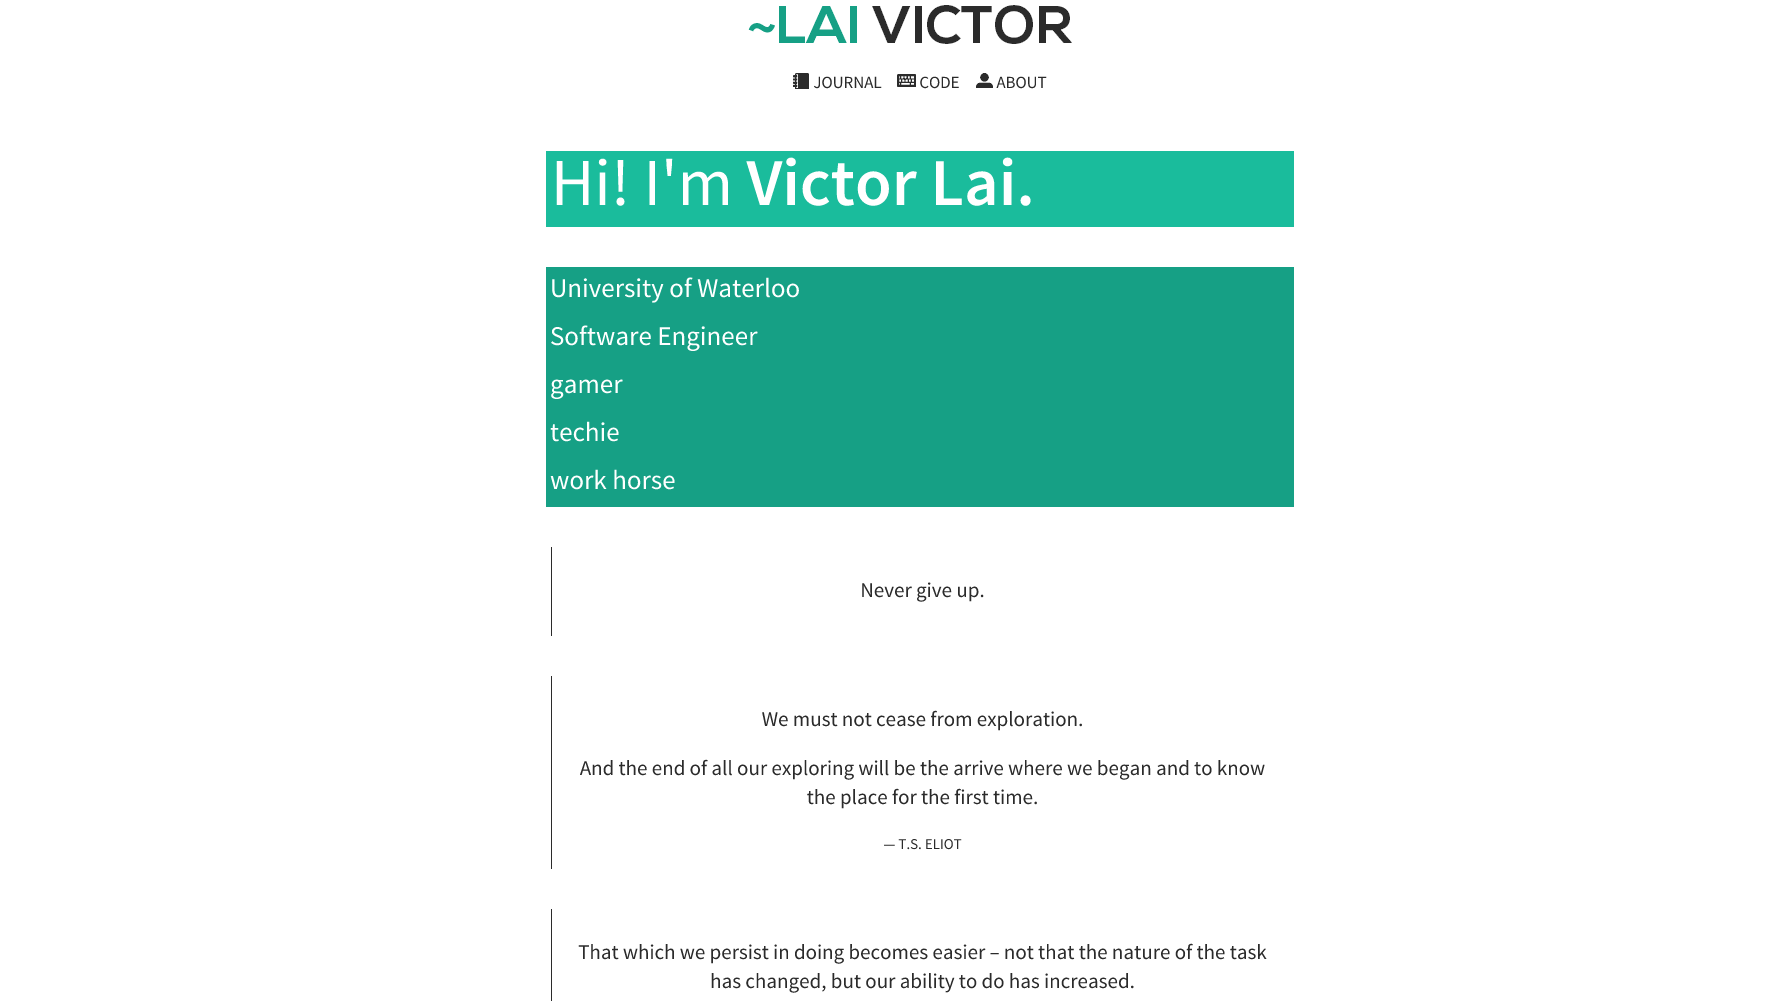 ~LAI VICTOR
JOURNAL CODE ABOUT
Hi! I'm Victor Lai.
University of Waterloo
Software Engineer
gamer
techie
work horse
Never give up.
We must not cease from exploration.
And the end of all our exploring will be the arrive where we began and to know
the place for the first time.
— T.S. ELIOT
That which we persist in doing becomes easier – not that the nature of the task
has changed, but our ability to do has increased.